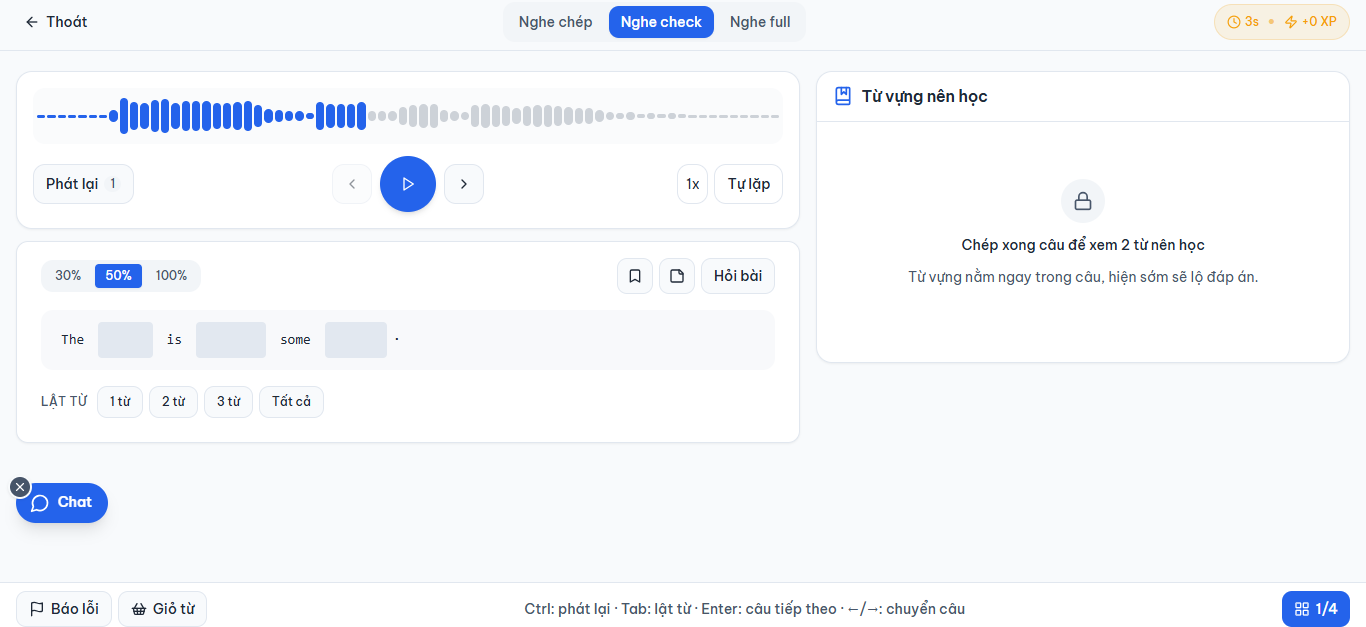 Thoát
Nghe chép
Nghe check
Nghe full
3s • +0 XP
Phát lại 1
1x
Tự lặp
Từ vựng nên học
Chép xong câu để xem 2 từ nên học
Từ vựng nằm ngay trong câu, hiện sớm sẽ lộ đáp án.
30%
50%
100%
Hỏi bài
The is some .
LẬT TỪ
1 từ
2 từ
3 từ
Tất cả
Chat
Báo lỗi
Giỏ từ
Ctrl: phát lại · Tab: lật từ · Enter: câu tiếp theo · ←/→: chuyển câu
1/4